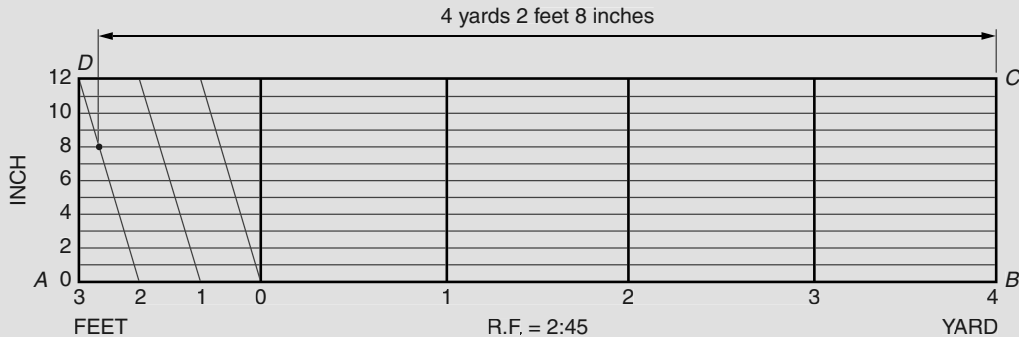 4 yards 2 feet 8 inches
D
C
12
10
8
6
4
2
INCH
A 0
B
3 2 1 0 1 2 3 4
FEET R.F. = 2:45 YARD